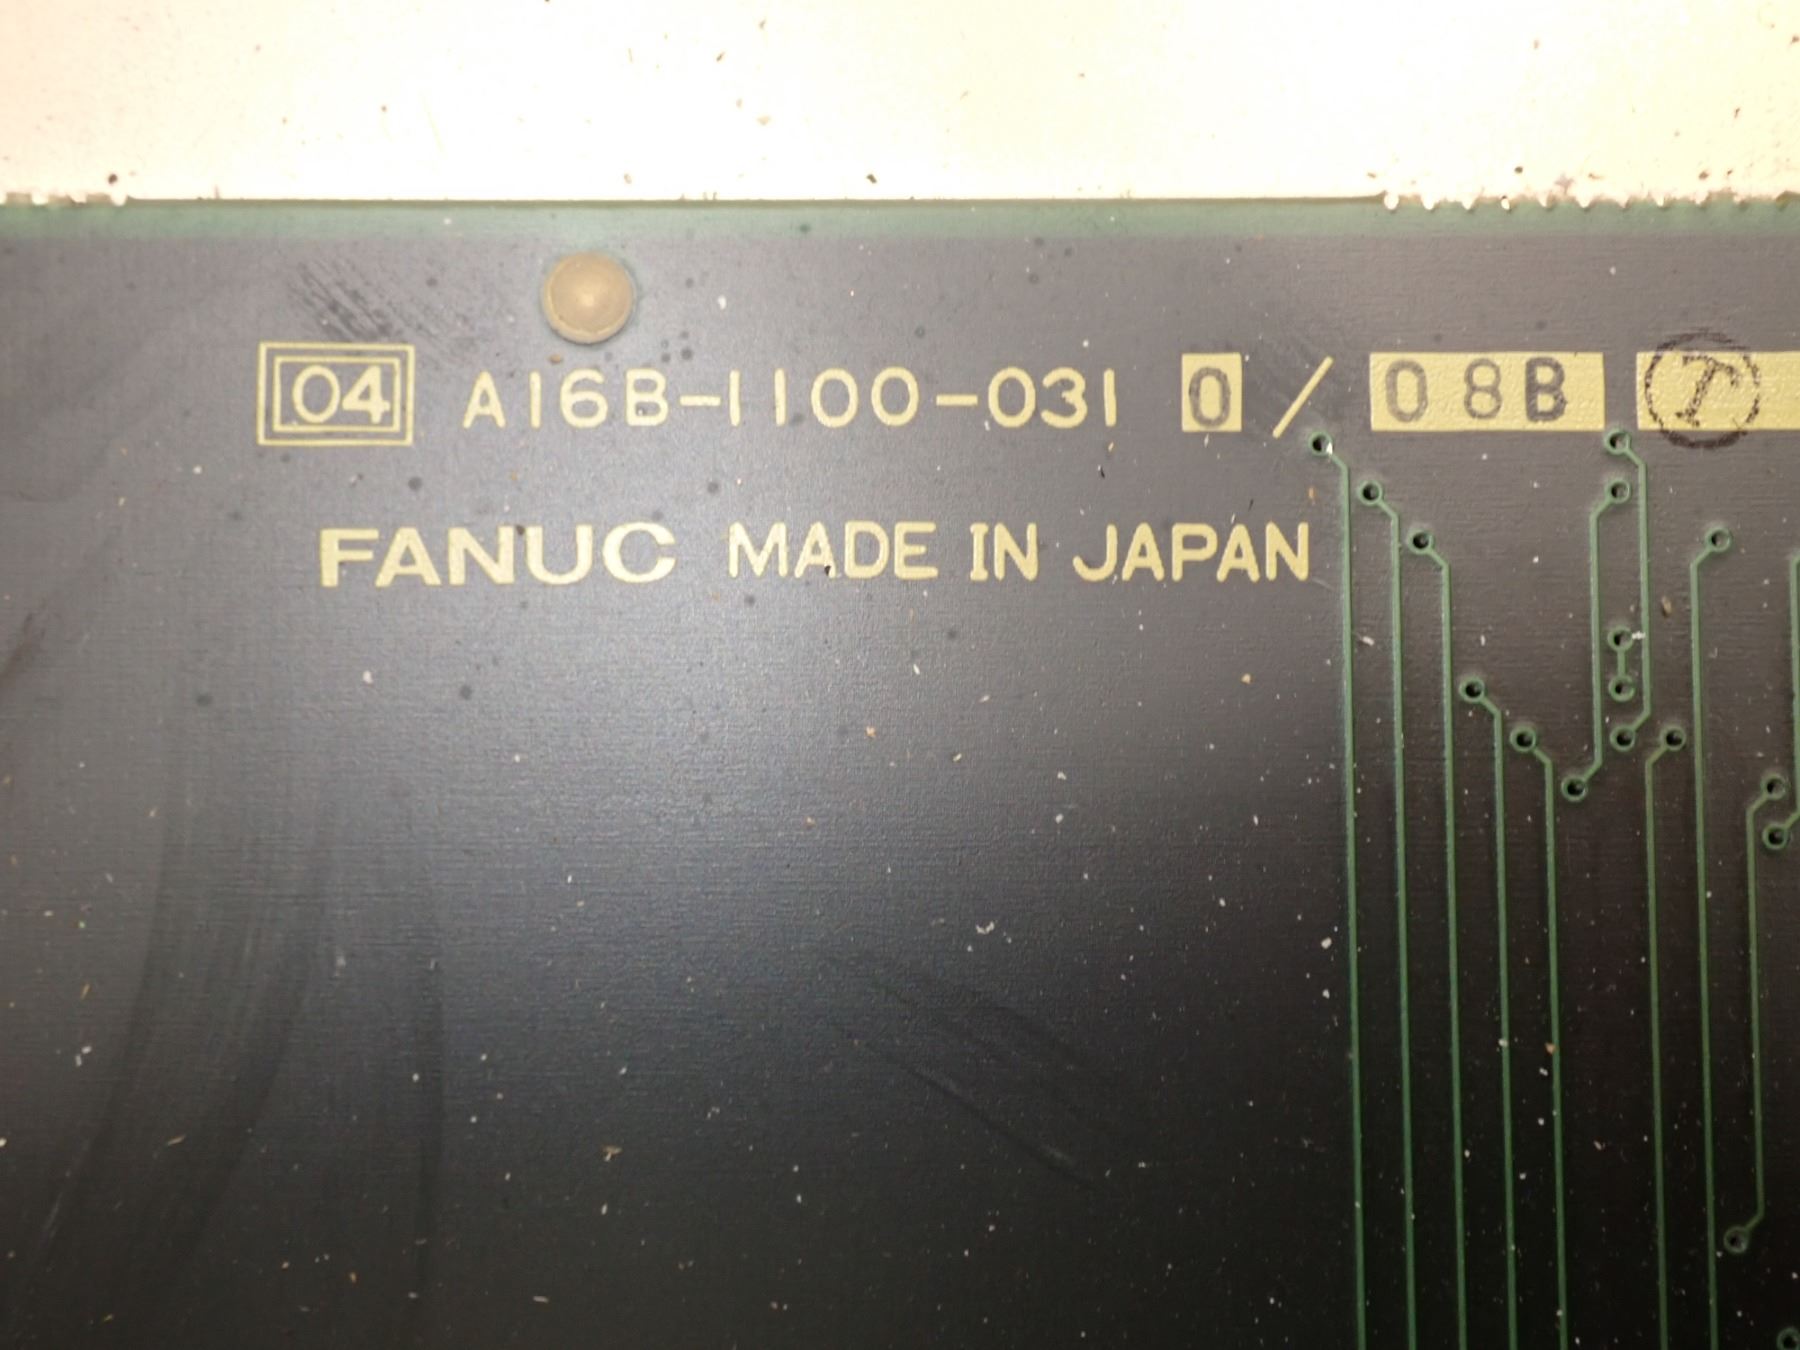 04 A16B-1100-031 0 / 08B T
FANUC MADE IN JAPAN